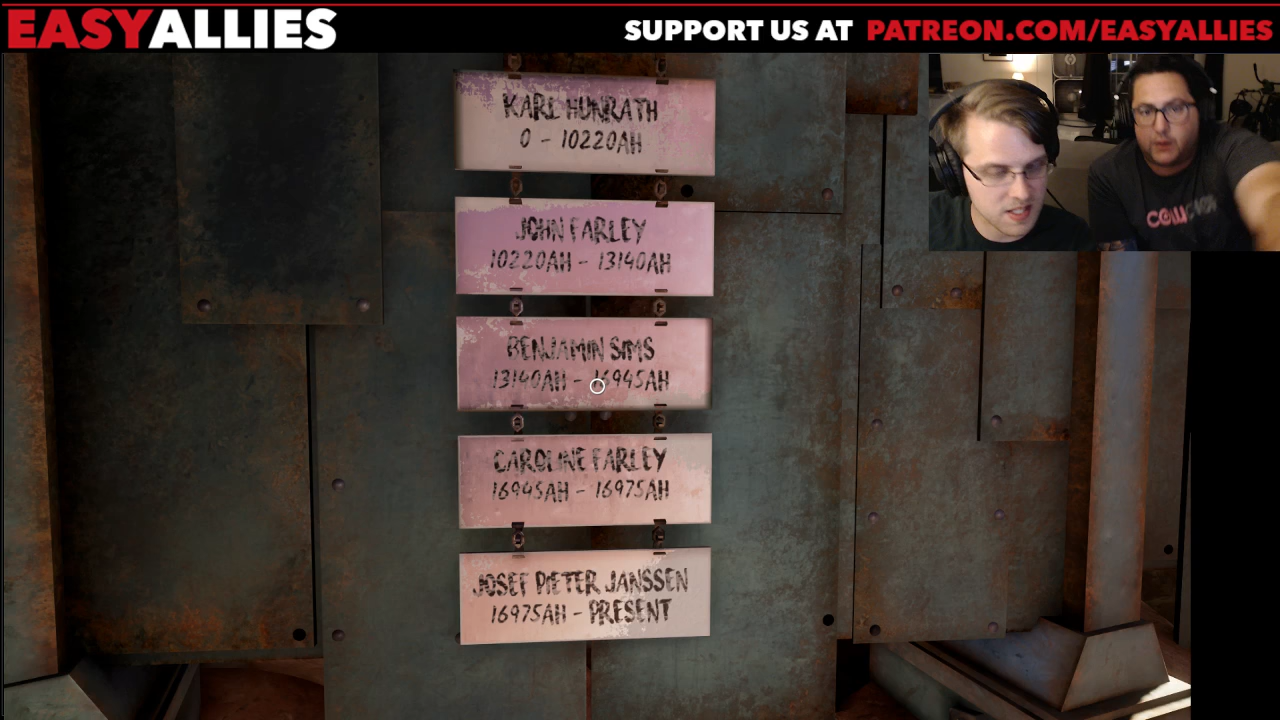 EASYALLIES
SUPPORT US AT PATREON.COM/EASYALLIES
KARL HUNRATH
0 - 10220AH
JOHN FARLEY
10220AH - 13140AH
BENJAMIN SIMS
13140AH - 16945AH
CAROLINE FARLEY
16945AH - 16975AH
JOSEF PIETER JANSSEN
16975AH - PRESENT